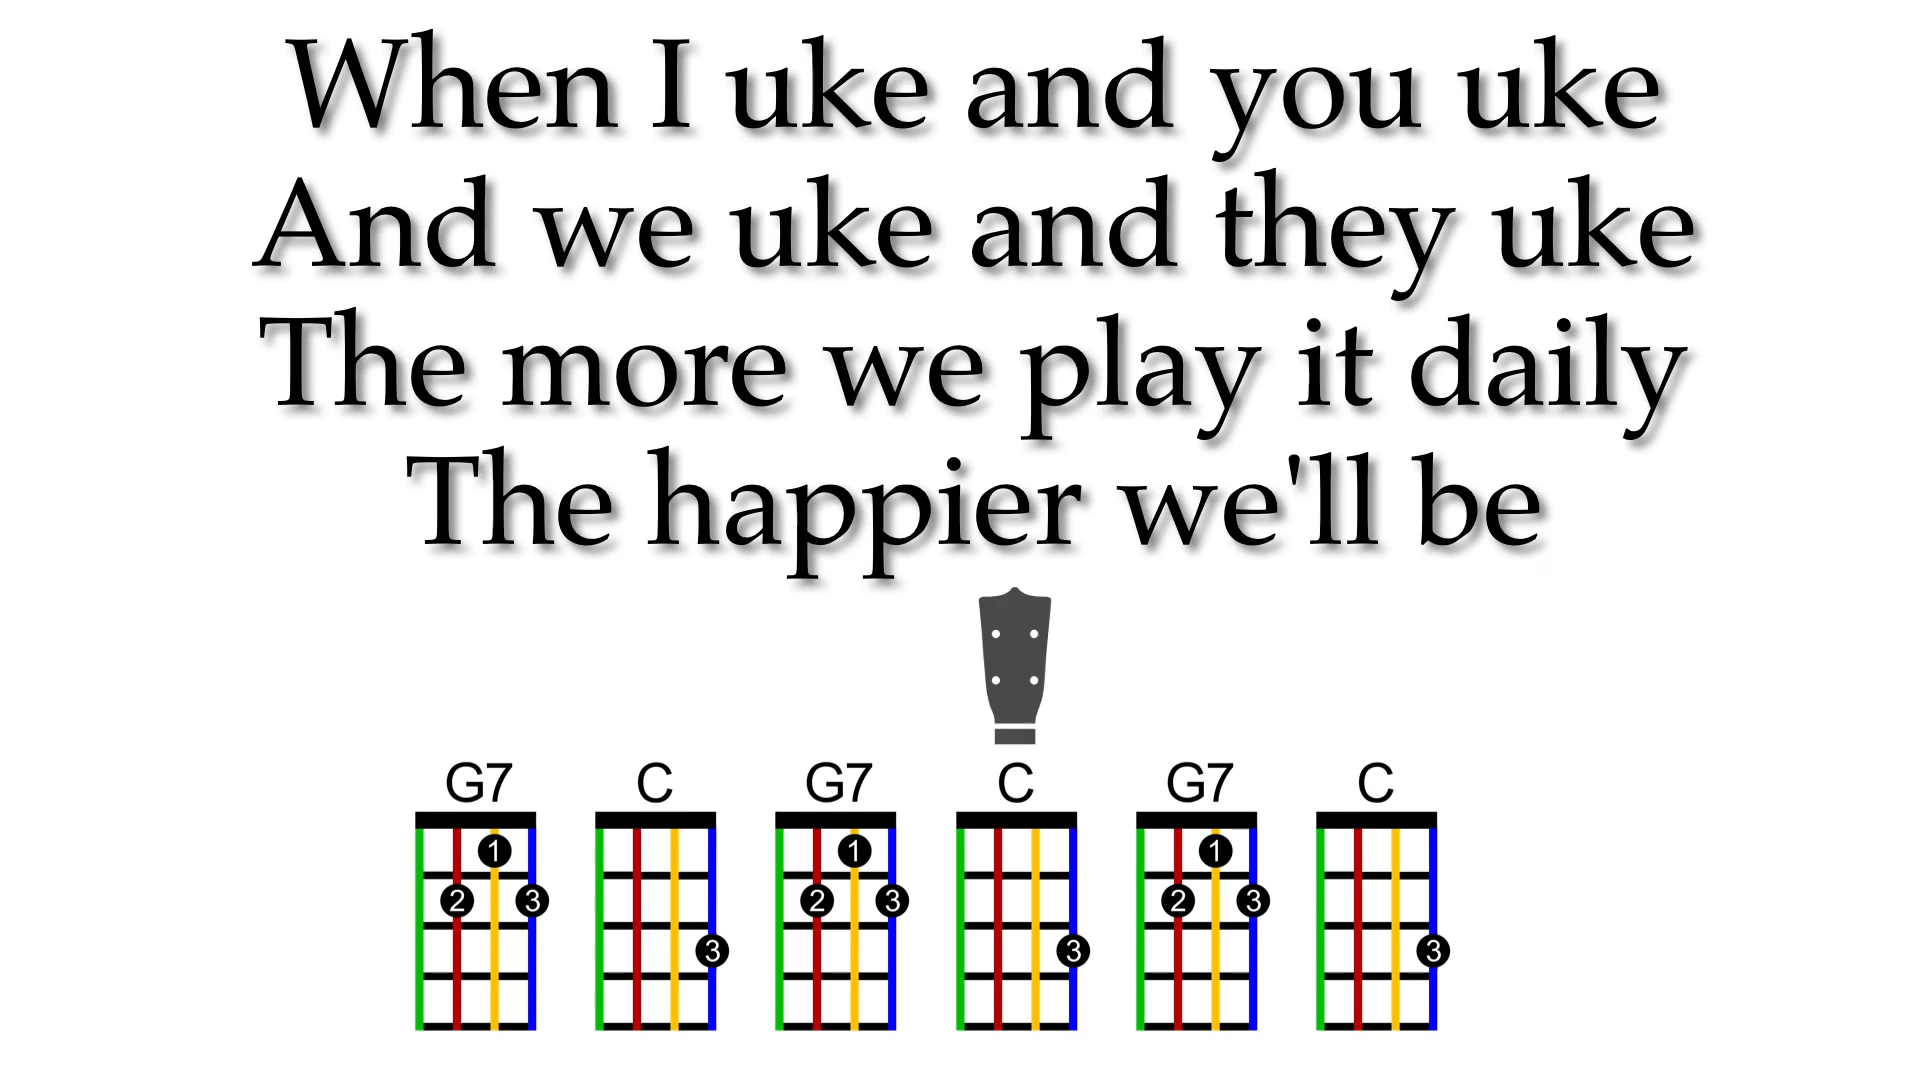 When I uke and you uke
And we uke and they uke
The more we play it daily
The happier we'll be
G7 C G7 C G7 C
1 1 1
2 3 2 3 2 3
3 3 3